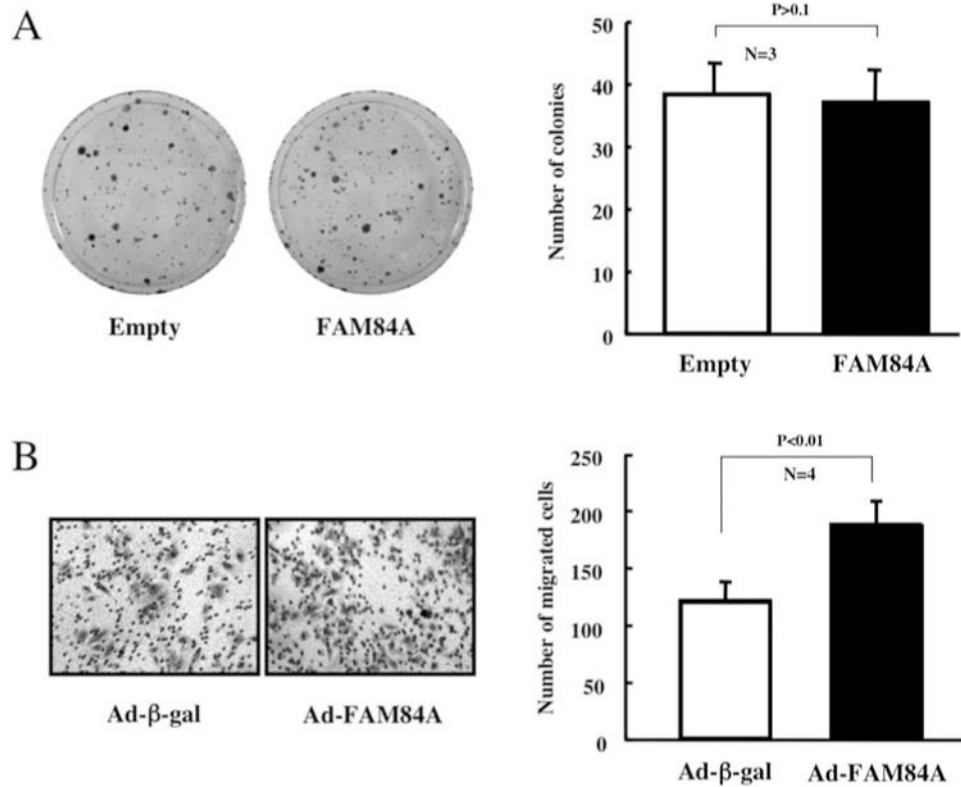 A
Empty
FAM84A
P>0.1
N=3
Number of colonies
50
40
30
20
10
0
Empty
FAM84A
B
Ad-β-gal
Ad-FAM84A
P<0.01
N=4
Number of migrated cells
250
200
150
100
50
0
Ad-β-gal
Ad-FAM84A